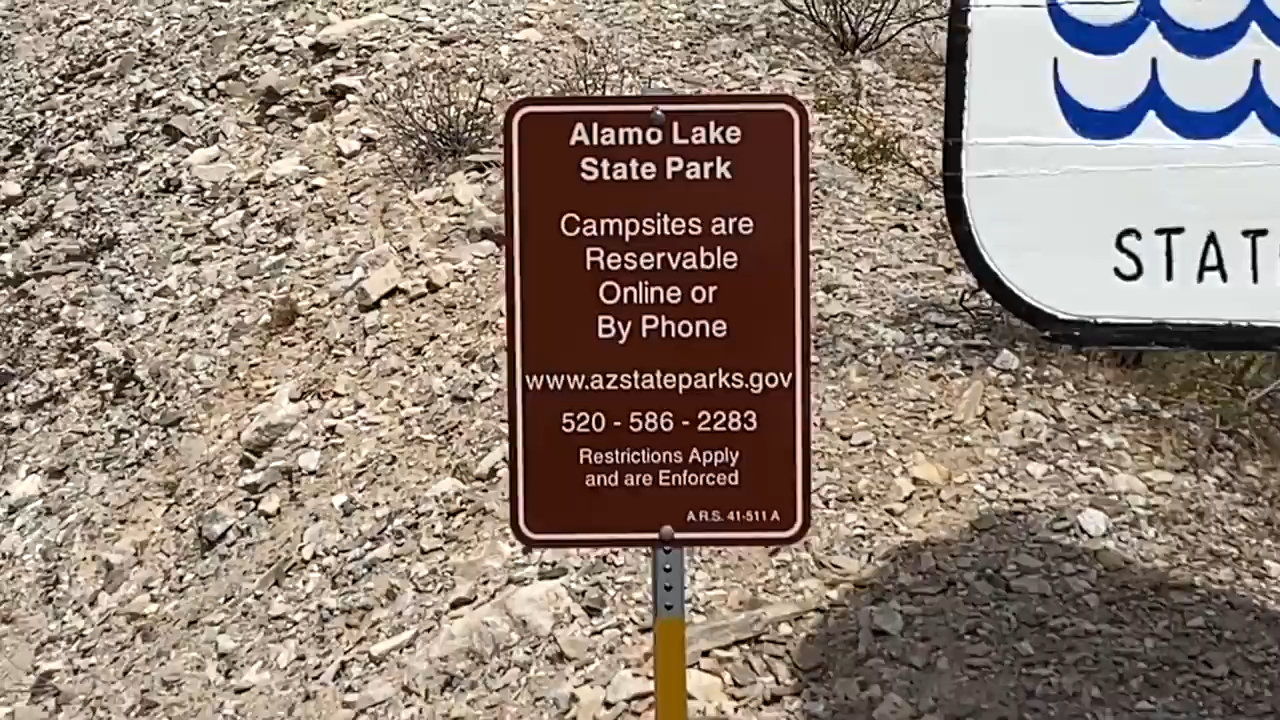 Alamo Lake
State Park
Campsites are
Reservable
Online or
By Phone
www.azstateparks.gov
520 - 586 - 2283
Restrictions Apply
and are Enforced
A.R.S. 41-511 A
STAT